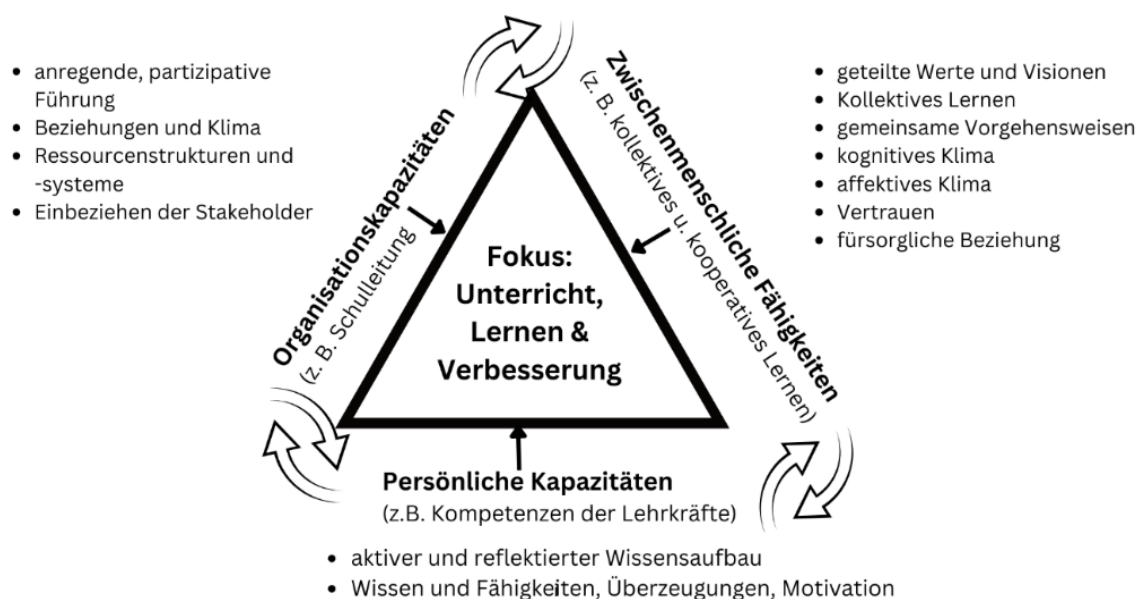 • anregende, partizipative
Führung
• Beziehungen und Klima
• Ressourcenstrukturen und
-systeme
• Einbeziehen der Stakeholder
Organisationskapazitäten
(z. B. Schulleitung
Zwischenmenschliche Fähigkeiten
(z. B. kollektives u. kooperatives Lernen)
• geteilte Werte und Visionen
• Kollektives Lernen
• gemeinsame Vorgehensweisen
• kognitives Klima
• affektives Klima
• Vertrauen
• fürsorgliche Beziehung
Fokus:
Unterricht,
Lernen &
Verbesserung
Persönliche Kapazitäten
(z.B. Kompetenzen der Lehrkräfte)
• aktiver und reflektierter Wissensaufbau
• Wissen und Fähigkeiten, Überzeugungen, Motivation